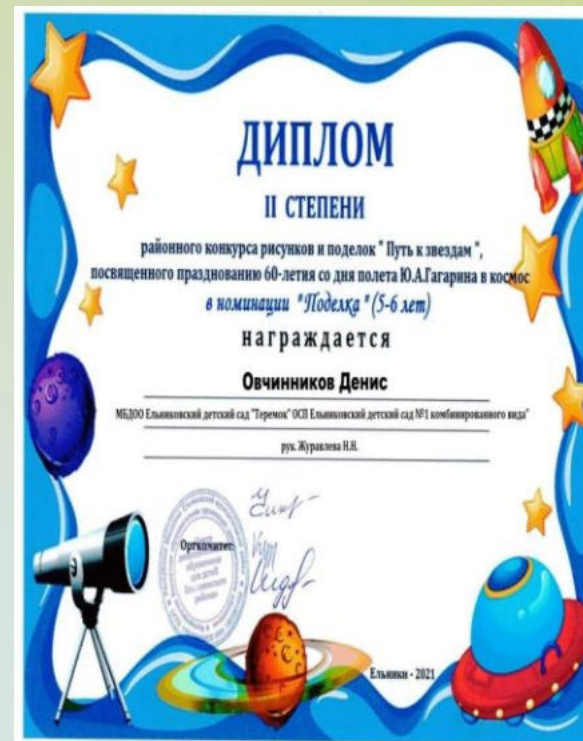 ДИПЛОМ
II СТЕПЕНИ
районного конкурса рисунков и поделок " Путь к звездам ",
посвященного празднованию 60-летия со дня полета Ю.А.Гагарина в космос
в номинации "Поделка" (5-6 лет)
награждается
Овчинников Денис
МБДОО Ельниковский детский сад "Теремок" ОСП Ельниковский детский сад №1 комбинированного вида"
рук. Журавлева Н.Н.
Оргкомитет:
Ельники - 2021